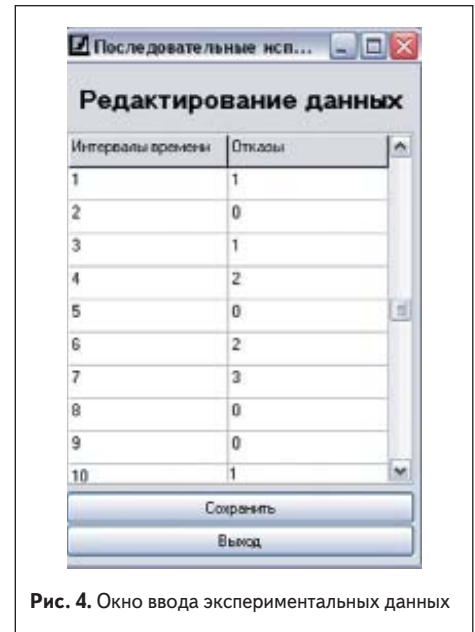 Последовательные исп...
Редактирование данных
Интервалы времени Отказы
1 1
2 0
3 1
4 2
5 0
6 2
7 3
8 0
9 0
10 1
Сохранить
Выход
Рис. 4. Окно ввода экспериментальных данных